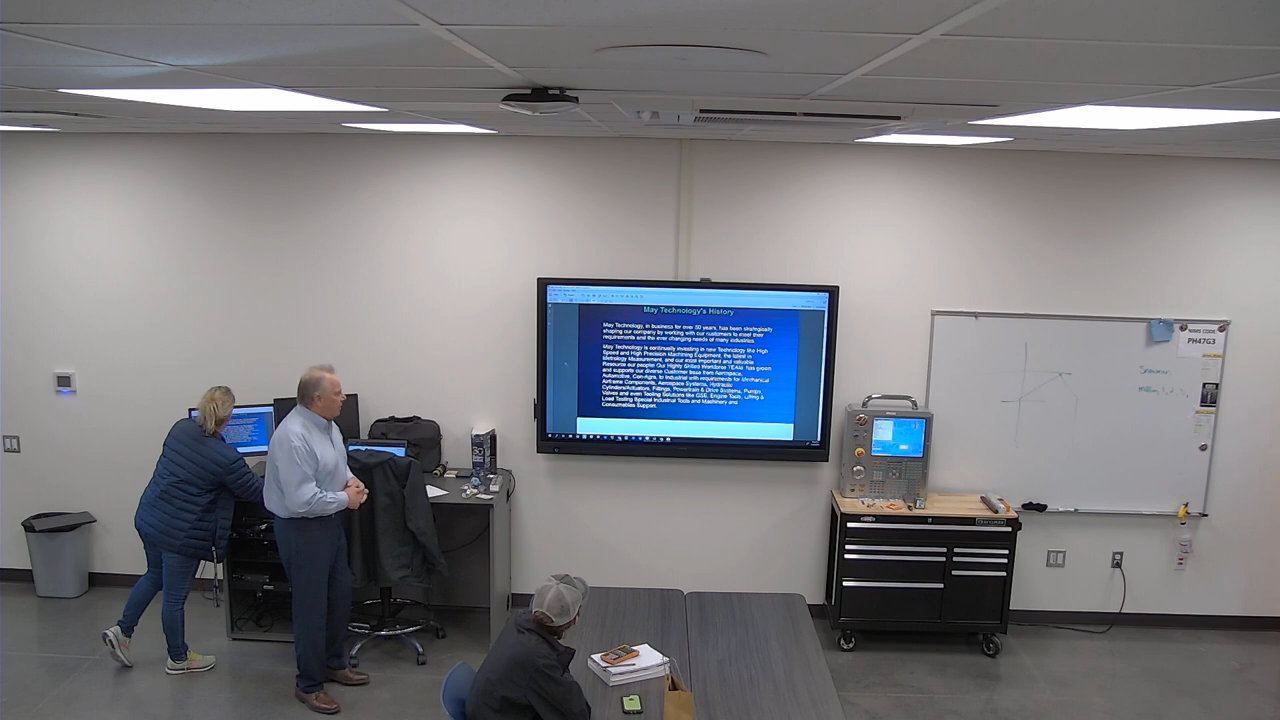 May Technology's History
May Technology, in business for over 50 years, has been strategically
shaping our company by working with our customers to meet their
requirements and the ever changing needs of many industries.
May Technology is continually investing in new Technology like High
Speed and High Precision Machining Equipment, the latest in
Metrology Measurement, and our most important and valuable
Resource our people! Our Highly Skilled Workforce TEAM has grown
and supports our diverse Customer base from Aerospace,
Automotive, Con-Agra, to Industrial with requirements for Mechanical
Airframe Components, Aerospace Systems, Hydraulic
Cylinders/Actuators, Fittings, Powertrain & Drive Systems, Pumps,
Valves and even Tooling Solutions like GSE, Engine Tools, Lifting &
Load Testing Special Industrial Tools and Machinery and
Consumables Support.
NIMS CODE
PH47G3
CRAFTSMAN